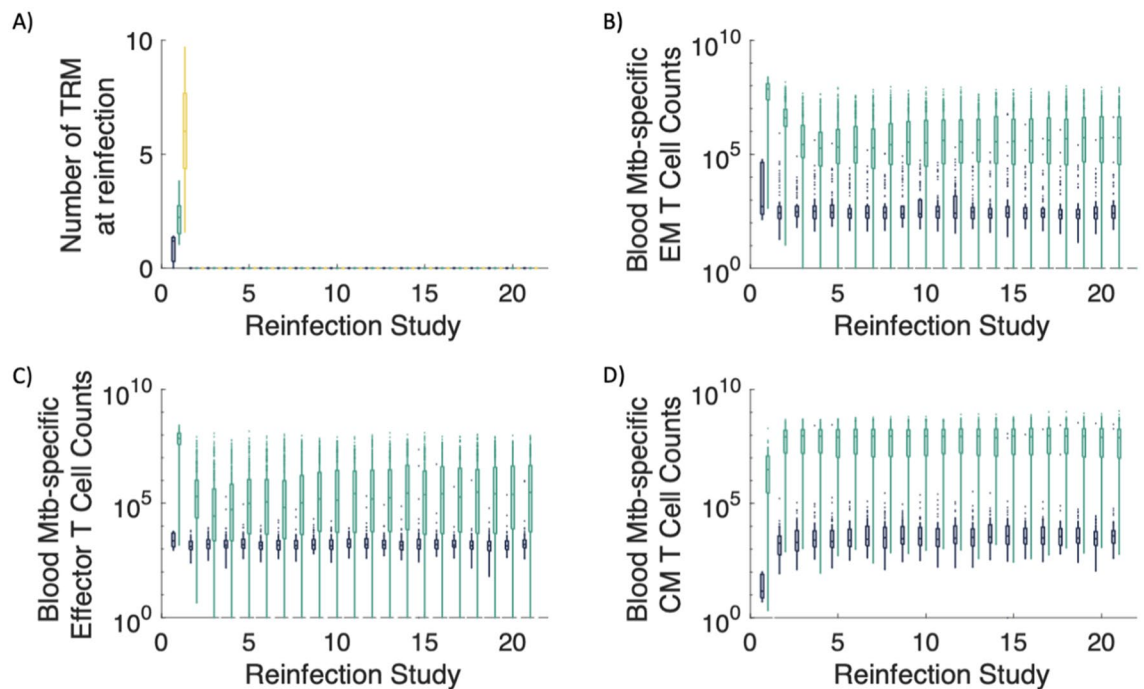 A)
Number of TRM
at reinfection
10
5
0
0 5 10 15 20
Reinfection Study
B)
Blood Mtb-specific
EM T Cell Counts
10^10
10^5
10^0
0 5 10 15 20
Reinfection Study
C)
Blood Mtb-specific
Effector T Cell Counts
10^10
10^5
10^0
0 5 10 15 20
Reinfection Study
D)
Blood Mtb-specific
CM T Cell Counts
10^10
10^5
10^0
0 5 10 15 20
Reinfection Study